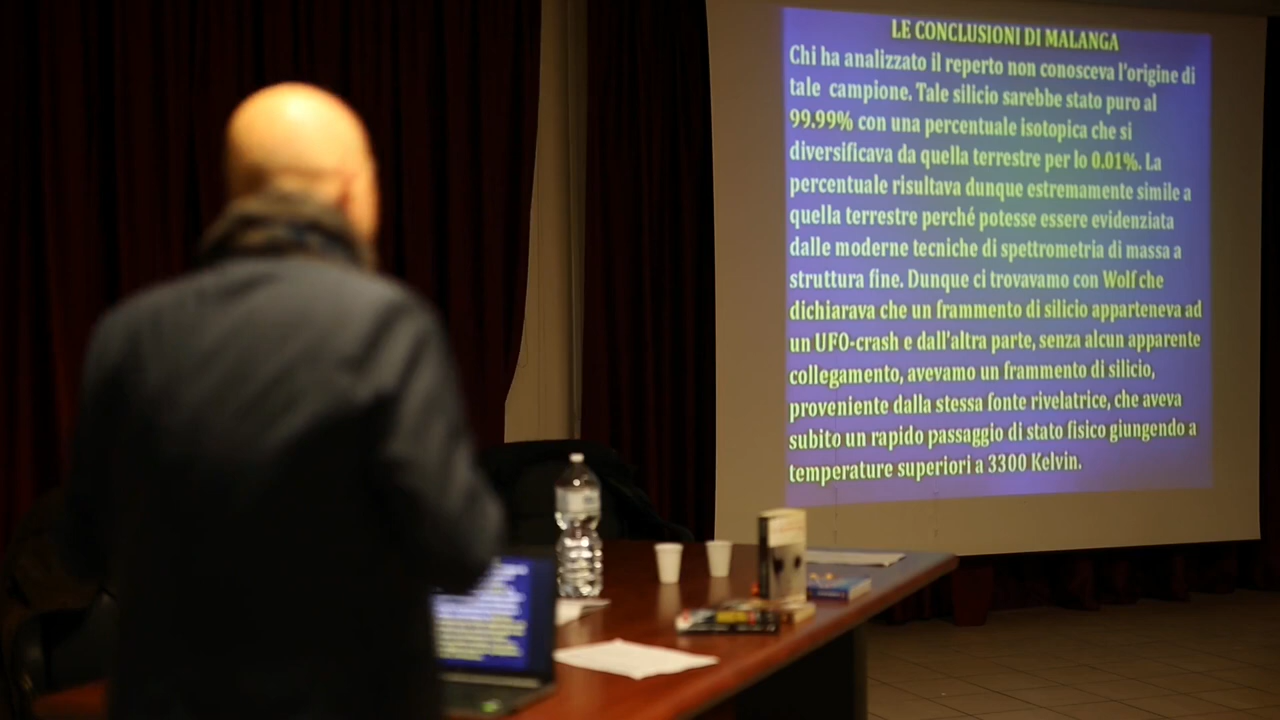 LE CONCLUSIONI DI MALANGA
Chi ha analizzato il reperto non conosceva l'origine di
tale campione. Tale silicio sarebbe stato puro al
99.99% con una percentuale isotopica che si
diversificava da quella terrestre per lo 0.01%. La
percentuale risultava dunque estremamente simile a
quella terrestre perché potesse essere evidenziata
dalle moderne tecniche di spettrometria di massa a
struttura fine. Dunque ci trovavamo con Wolf che
dichiarava che un frammento di silicio apparteneva ad
un UFO-crash e dall'altra parte, senza alcun apparente
collegamento, avevamo un frammento di silicio,
proveniente dalla stessa fonte rivelatrice, che aveva
subito un rapido passaggio di stato fisico giungendo a
temperature superiori a 3300 Kelvin.